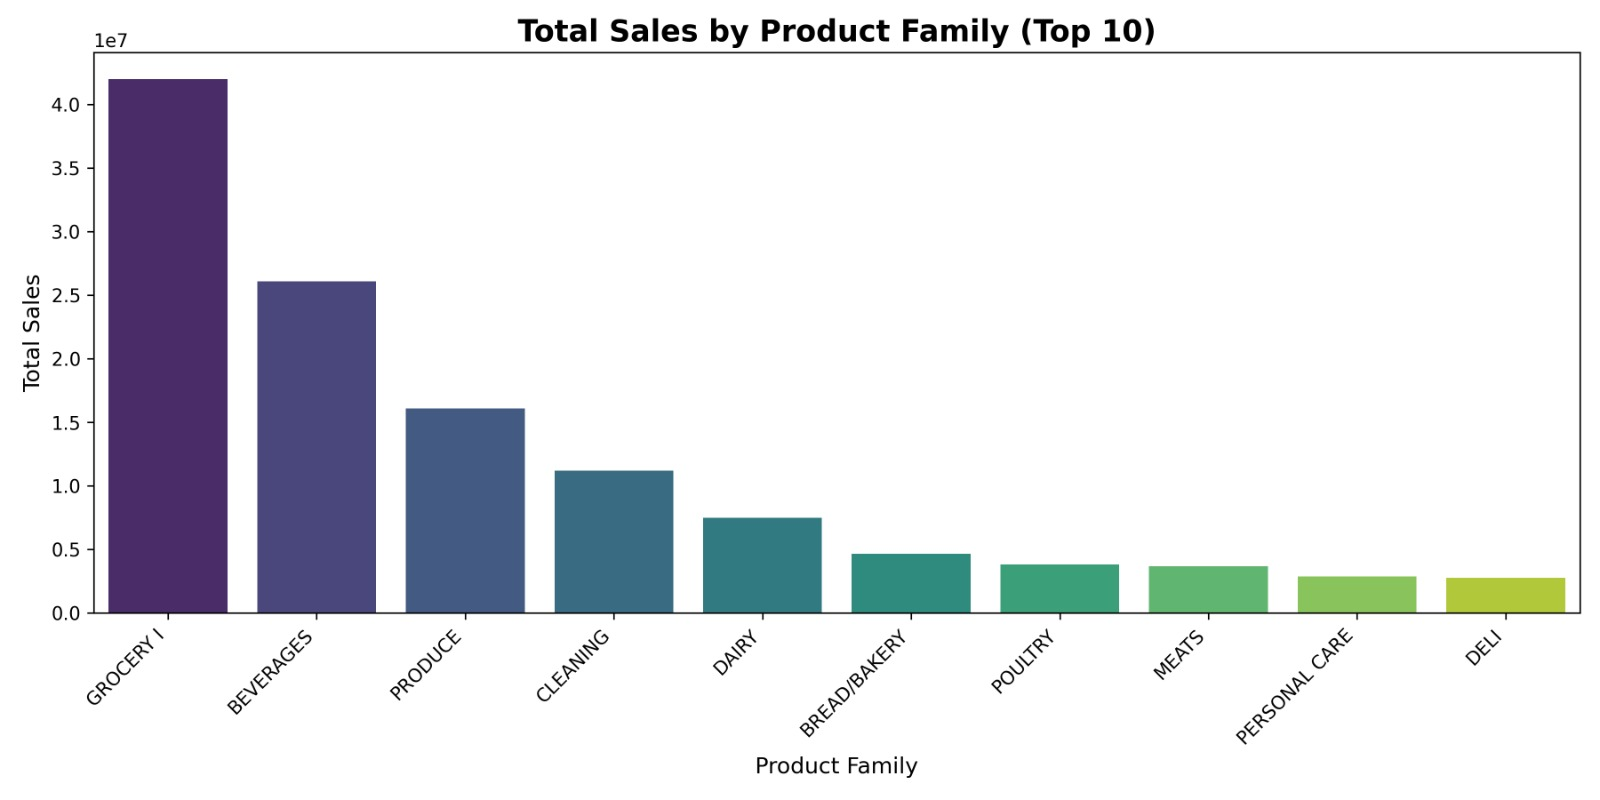 Total Sales by Product Family (Top 10)
1e7
4.0
3.5
3.0
2.5
2.0
1.5
1.0
0.5
0.0
Total Sales
GROCERY I
BEVERAGES
PRODUCE
CLEANING
DAIRY
BREAD/BAKERY
POULTRY
MEATS
PERSONAL CARE
DELI
Product Family